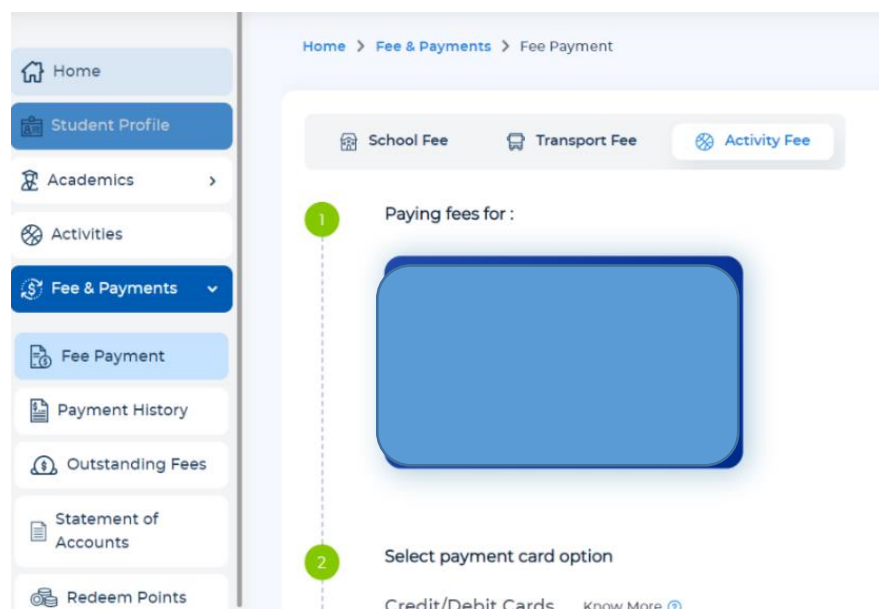 Home
Student Profile
Academics
Activities
Fee & Payments
Fee Payment
Payment History
Outstanding Fees
Statement of
Accounts
Redeem Points
Home > Fee & Payments > Fee Payment
School Fee Transport Fee Activity Fee
1 Paying fees for :
2 Select payment card option
Credit/Debit Cards Know More